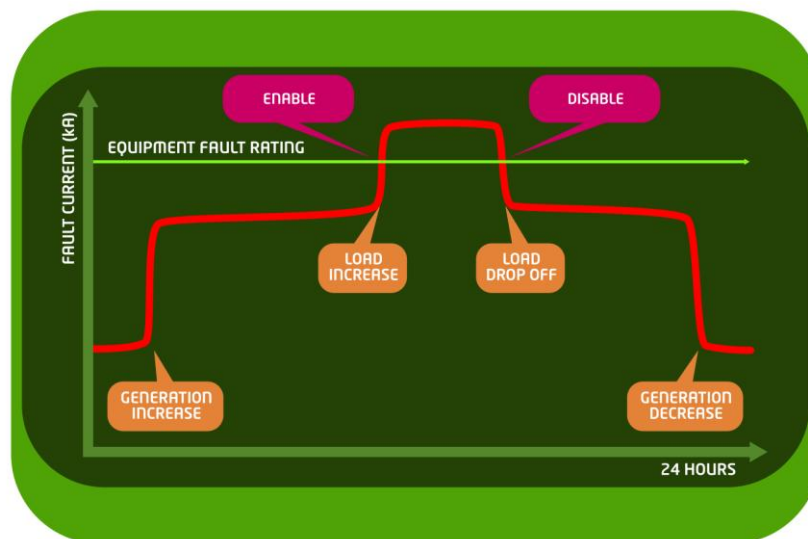 ENABLE
DISABLE
EQUIPMENT FAULT RATING
FAULT CURRENT (kA)
LOAD
INCREASE
LOAD
DROP OFF
GENERATION
INCREASE
GENERATION
DECREASE
24 HOURS